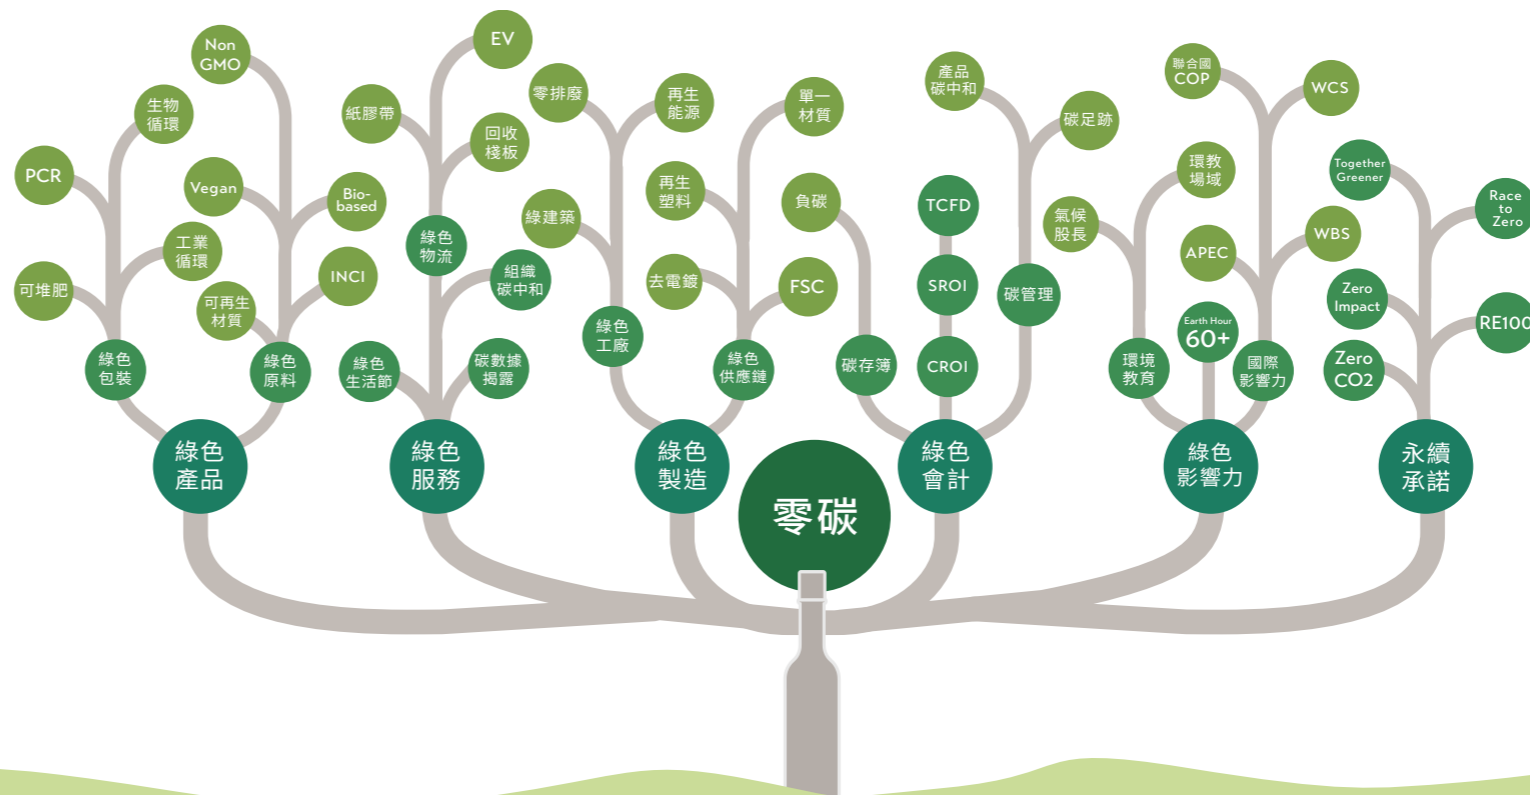 Non
GMO
生物
循環
PCR
Vegan
Bio-
based
工業
循環
可堆肥
可再生
材質
INCI
綠色
包裝
綠色
原料
綠色
產品
EV
紙膠帶
回收
棧板
綠色
物流
組織
碳中和
綠色
生活節
碳數據
揭露
綠色
服務
零排廢
再生
能源
單一
材質
再生
塑料
綠建築
去電鍍
FSC
綠色
工廠
綠色
供應鏈
綠色
製造
零碳
產品
碳中和
碳足跡
負碳
TCFD
SROI
碳管理
碳存簿
CROI
綠色
會計
聯合國
COP
WCS
環教
場域
氣候
股長
APEC
WBS
Earth Hour
60+
環境
教育
國際
影響力
綠色
影響力
Together
Greener
Race
to
Zero
Zero
Impact
RE100
Zero
CO2
永續
承諾